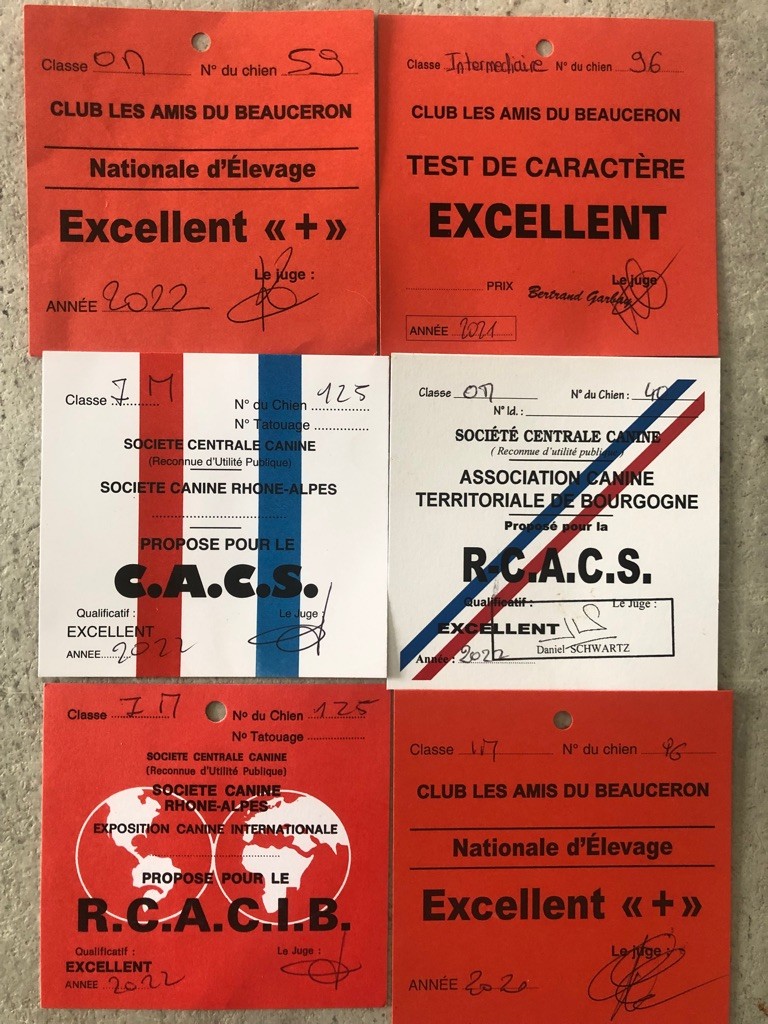 Classe OM N° du chien 59
CLUB LES AMIS DU BEAUCERON
Nationale d'Élevage
Excellent « + »
Le juge :
ANNÉE 2022
Classe Intermediaire N° du chien 96
CLUB LES AMIS DU BEAUCERON
TEST DE CARACTÈRE
EXCELLENT
Le juge
PRIX
Bertrand Garbay
ANNÉE 2021
Classe I M
N° du Chien 125
N° Tatouage
SOCIETE CENTRALE CANINE
(Reconnue d'Utilité Publique)
SOCIETE CANINE RHONE-ALPES
PROPOSE POUR LE
C.A.C.S.
Qualificatif : Le Juge :
EXCELLENT
ANNEE 2022
Classe OM N° du Chien : 40
N° Id. :
SOCIÉTÉ CENTRALE CANINE
( Reconnue d'utilité publique)
ASSOCIATION CANINE
TERRITORIALE DE BOURGOGNE
Proposé pour la
R-C.A.C.S.
Qualificatif : Le Juge :
EXCELLENT
Daniel SCHWARTZ
Année : 2022
Classe I M No du Chien 125
No Tatouage
SOCIETE CENTRALE CANINE
(Reconnue d'Utilité Publique)
SOCIETE CANINE
RHONE-ALPES
EXPOSITION CANINE INTERNATIONALE
PROPOSE POUR LE
R.C.A.C.I.B.
Qualificatif : Le Juge :
EXCELLENT
ANNEE 2022
Classe IM N° du chien 96
CLUB LES AMIS DU BEAUCERON
Nationale d'Élevage
Excellent « + »
Le juge :
ANNÉE